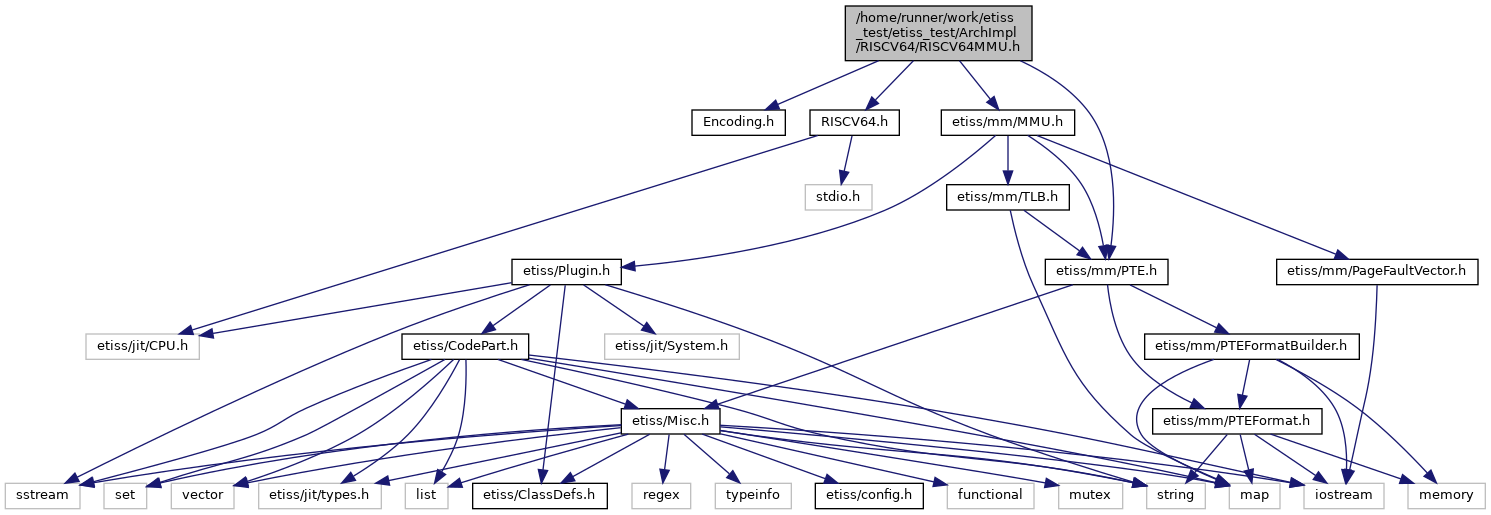 /home/runner/work/etiss
_test/etiss_test/ArchImpl
/RISCV64/RISCV64MMU.h
Encoding.h
RISCV64.h
etiss/mm/MMU.h
stdio.h
etiss/mm/TLB.h
etiss/Plugin.h
etiss/mm/PTE.h
etiss/mm/PageFaultVector.h
etiss/jit/CPU.h
etiss/CodePart.h
etiss/jit/System.h
etiss/mm/PTEFormatBuilder.h
etiss/Misc.h
etiss/mm/PTEFormat.h
sstream
set
vector
etiss/jit/types.h
list
etiss/ClassDefs.h
regex
typeinfo
etiss/config.h
functional
mutex
string
map
iostream
memory